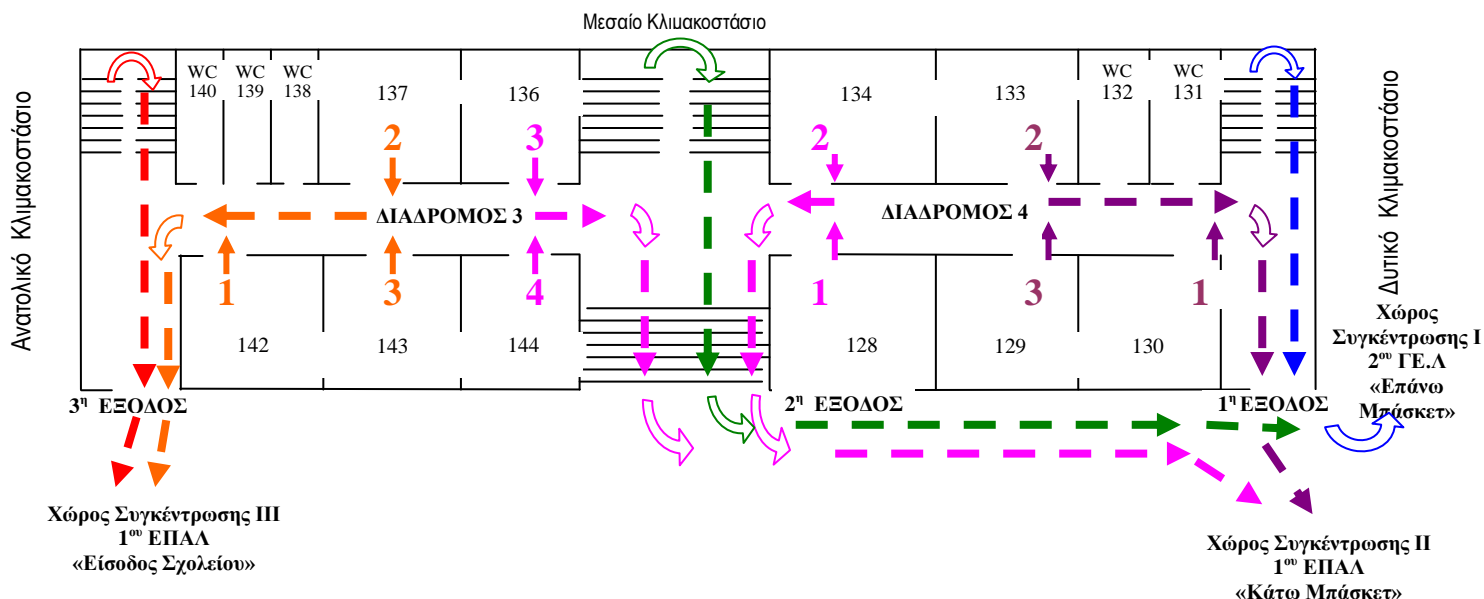 Μεσαίο Κλιμακοστάσιο
Ανατολικό Κλιμακοστάσιο
WC
140
WC
139
WC
138
137
136
134
133
WC
132
WC
131
Δυτικό Κλιμακοστάσιο
2
3
2
2
ΔΙΑΔΡΟΜΟΣ 3
ΔΙΑΔΡΟΜΟΣ 4
1
3
4
1
3
1
142
143
144
128
129
130
Χώρος
Συγκέντρωσης Ι
2ου ΓΕ.Λ
«Επάνω
Μπάσκετ»
3η ΕΞΟΔΟΣ
2η ΕΞΟΔΟΣ
1η ΕΞΟΔΟΣ
Χώρος Συγκέντρωσης ΙΙΙ
1ου ΕΠΑΛ
«Είσοδος Σχολείου»
Χώρος Συγκέντρωσης ΙΙ
1ου ΕΠΑΛ
«Κάτω Μπάσκετ»